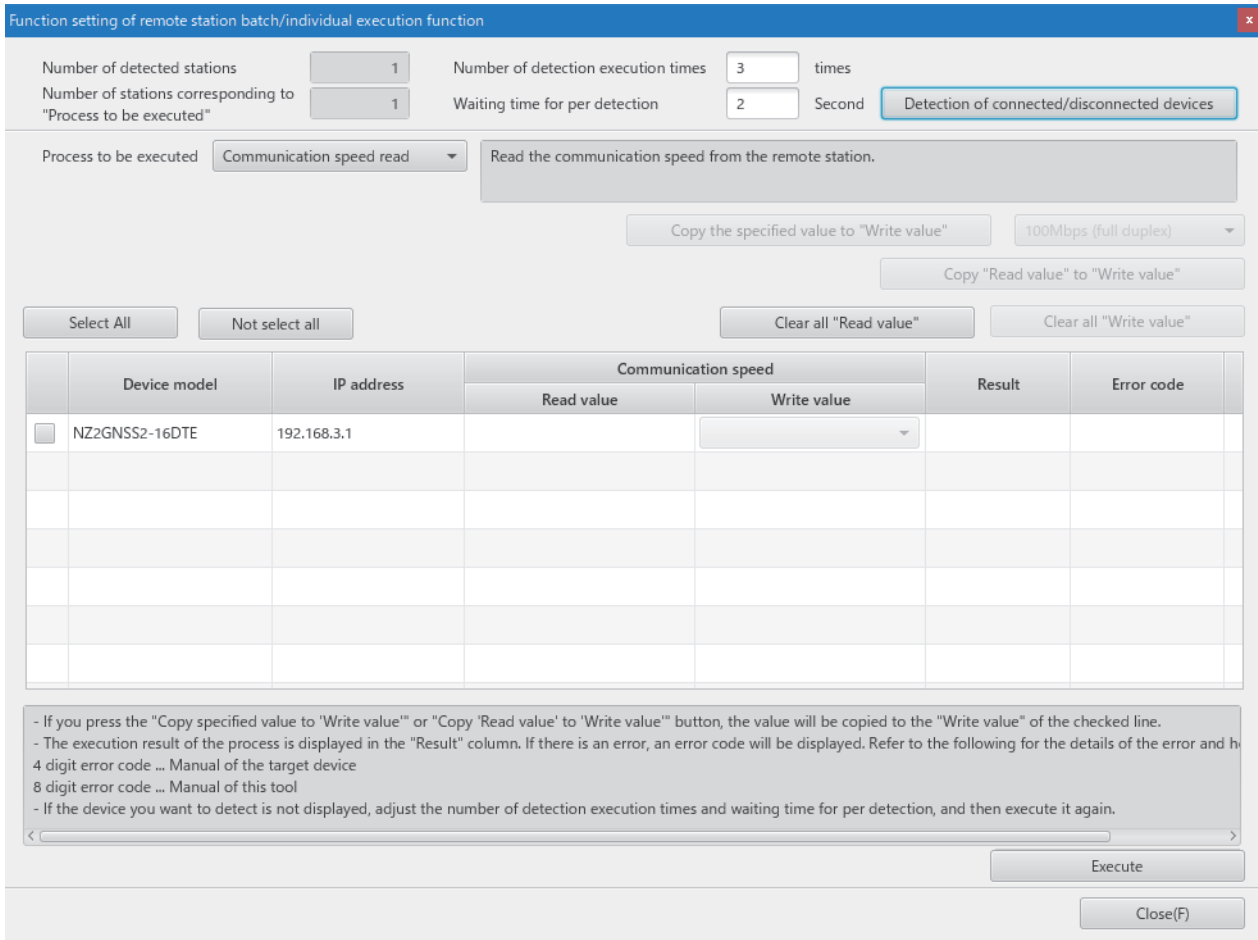 Function setting of remote station batch/individual execution function
x
Number of detected stations 1 Number of detection execution times 3 times
Number of stations corresponding to
"Process to be executed" 1 Waiting time for per detection 2 Second Detection of connected/disconnected devices
Process to be executed Communication speed read Read the communication speed from the remote station.
Copy the specified value to "Write value" 100Mbps (full duplex)
Copy "Read value" to "Write value"
Select All Not select all Clear all "Read value" Clear all "Write value"
Device model IP address Communication speed Result Error code
Read value Write value
NZ2GNSS2-16DTE 192.168.3.1
- If you press the "Copy specified value to 'Write value'" or "Copy 'Read value' to 'Write value'" button, the value will be copied to the "Write value" of the checked line.
- The execution result of the process is displayed in the "Result" column. If there is an error, an error code will be displayed. Refer to the following for the details of the error and
4 digit error code ... Manual of the target device
8 digit error code ... Manual of this tool
- If the device you want to detect is not displayed, adjust the number of detection execution times and waiting time for per detection, and then execute it again.
Execute
Close(F)